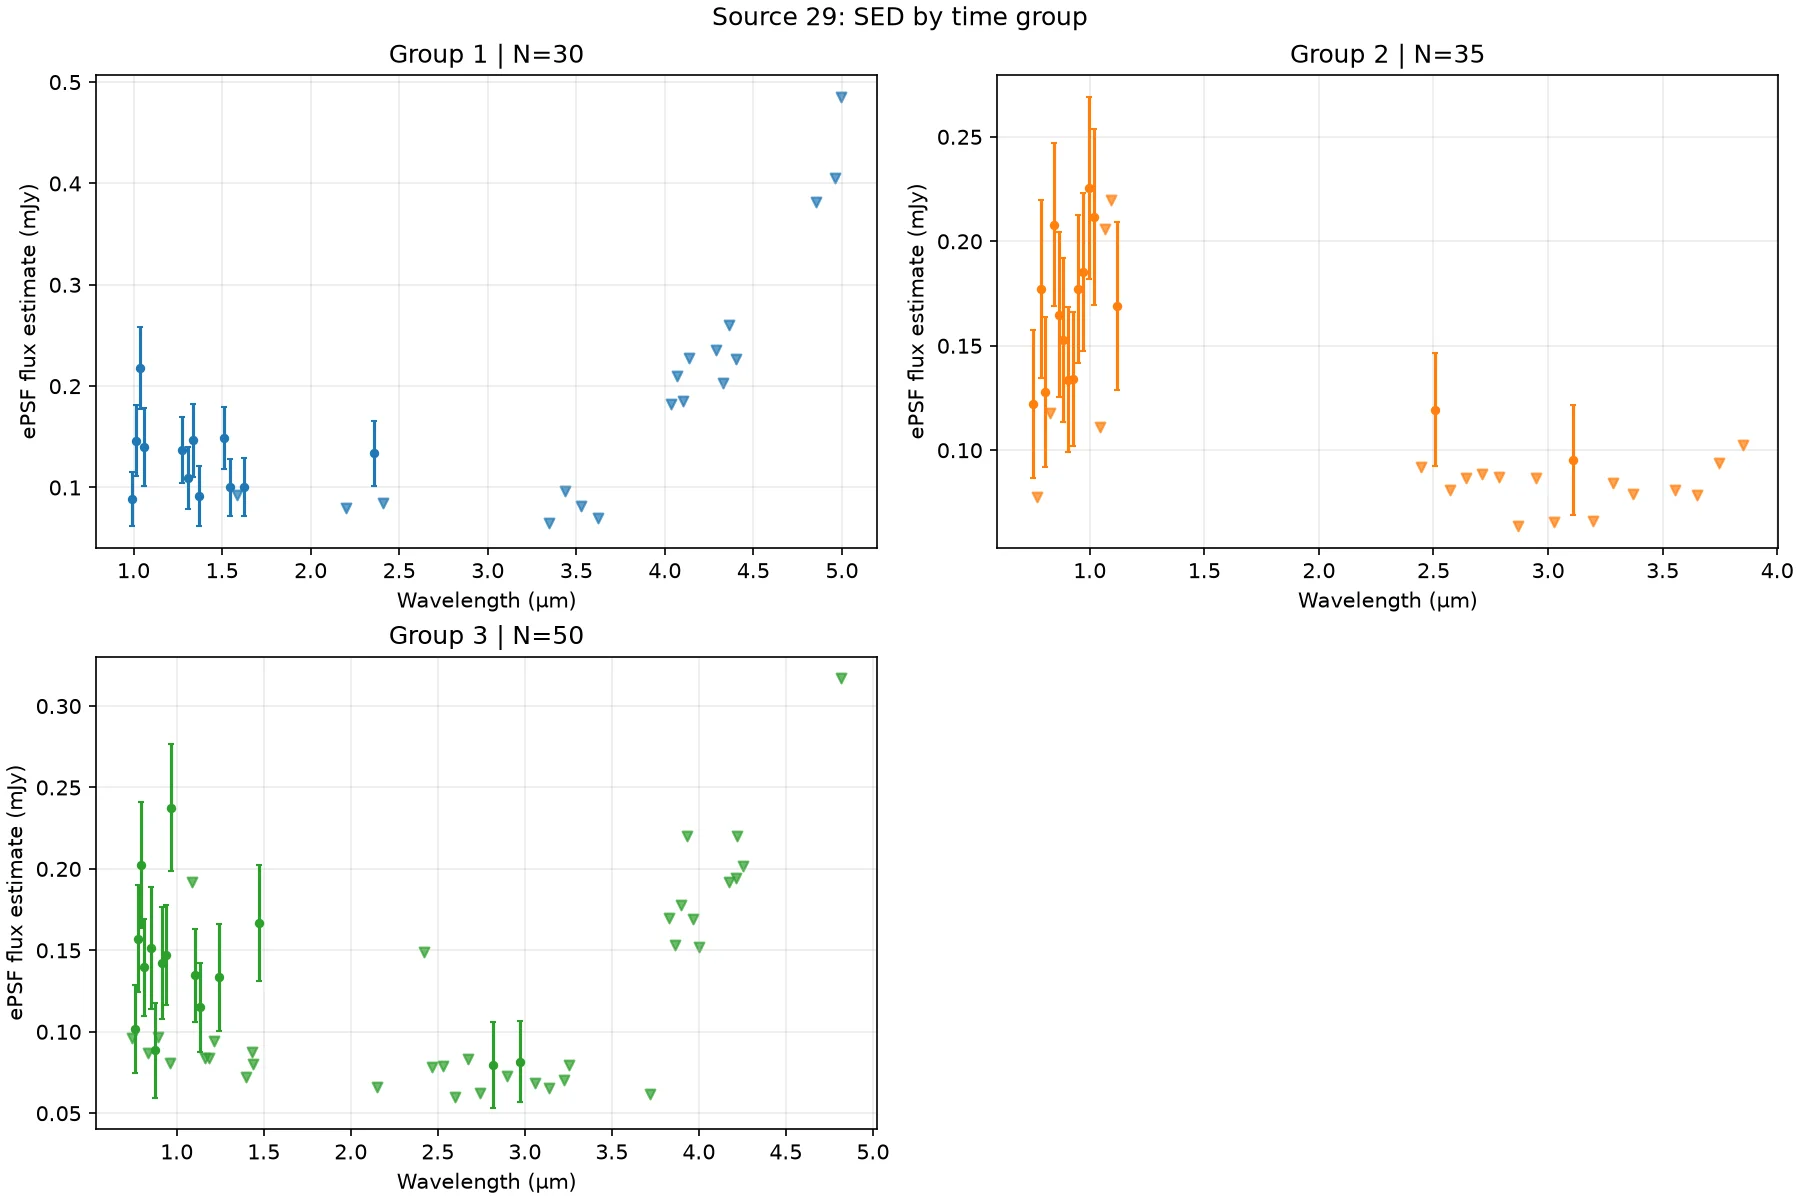 Source 29: SED by time group
Group 1 | N=30
ePSF flux estimate (mJy)
0.5
0.4
0.3
0.2
0.1
1.0 1.5 2.0 2.5 3.0 3.5 4.0 4.5 5.0
Wavelength (µm)
Group 2 | N=35
ePSF flux estimate (mJy)
0.25
0.20
0.15
0.10
1.0 1.5 2.0 2.5 3.0 3.5 4.0
Wavelength (µm)
Group 3 | N=50
ePSF flux estimate (mJy)
0.30
0.25
0.20
0.15
0.10
0.05
1.0 1.5 2.0 2.5 3.0 3.5 4.0 4.5 5.0
Wavelength (µm)